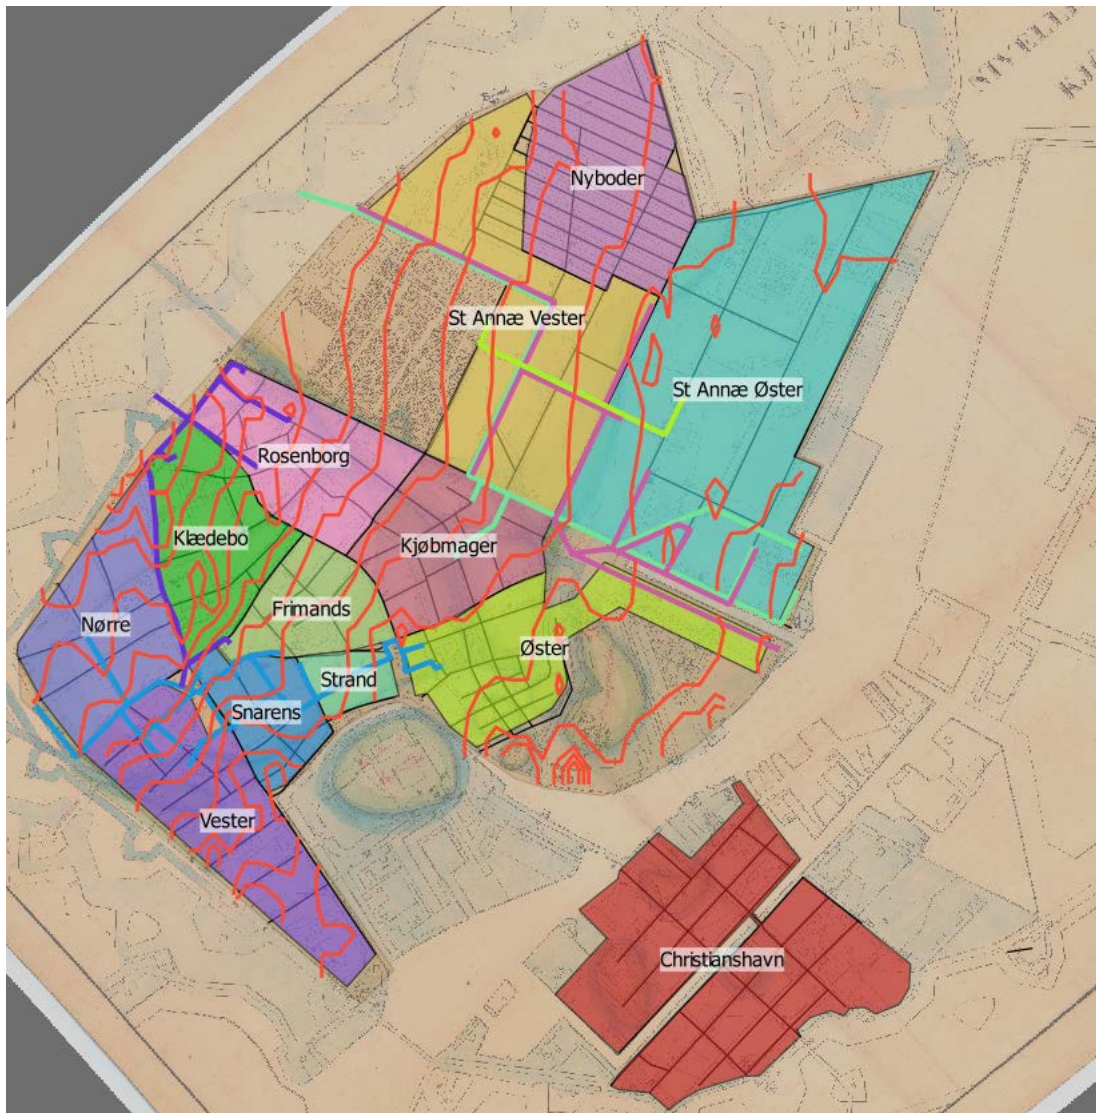 Nyboder
St Annæ Vester
St Annæ Øster
Rosenborg
Klædebo
Kjøbmager
Frimands
Nørre
Øster
Strand
Snarens
Vester
Christianshavn